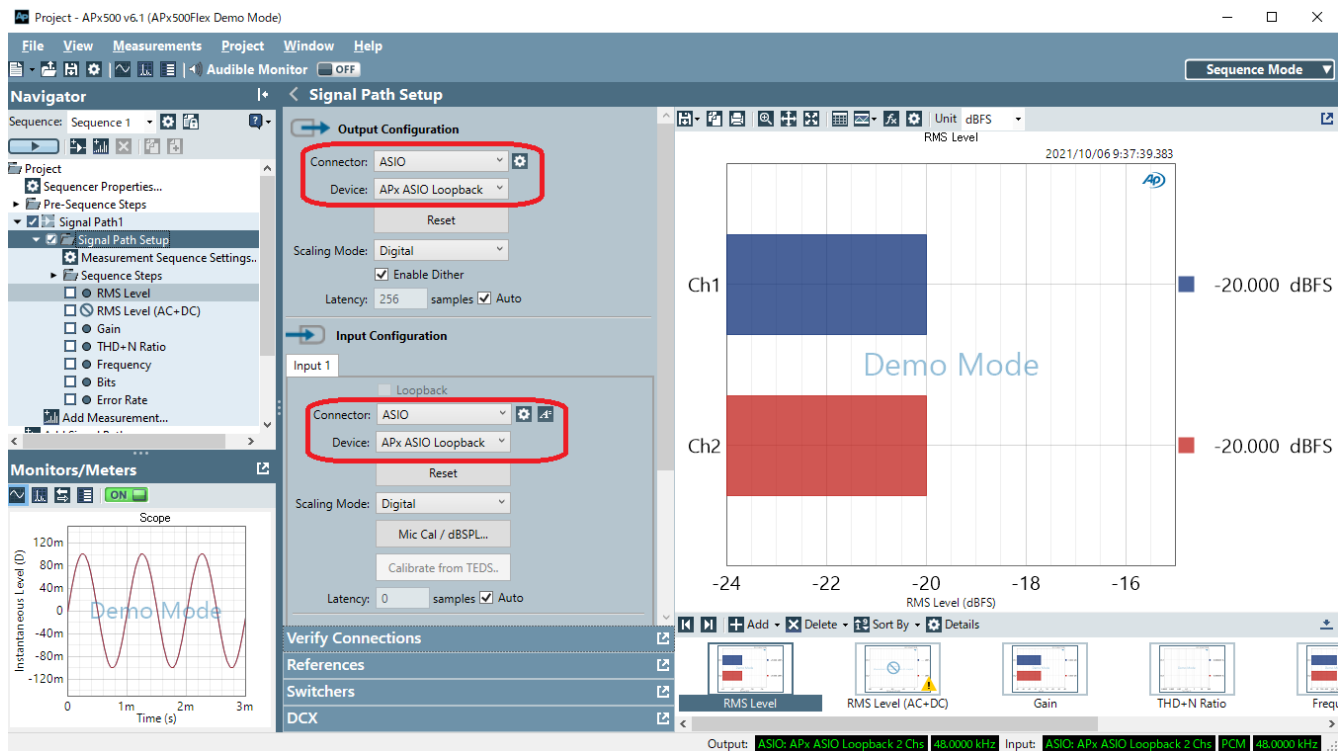 Project - APx500 v6.1 (APx500Flex Demo Mode)
File View Measurements Project Window Help
Audible Monitor OFF
Sequence Mode
Navigator
Sequence: Sequence 1
Project
Sequencer Properties...
Pre-Sequence Steps
Signal Path1
Signal Path Setup
Measurement Sequence Settings..
Sequence Steps
RMS Level
RMS Level (AC+DC)
Gain
THD+N Ratio
Frequency
Bits
Error Rate
Add Measurement...
Monitors/Meters
ON
Scope
Instantaneous Level (D)
120m
80m
40m
0
-40m
-80m
-120m
Demo Mode
0 1m 2m 3m
Time (s)
Signal Path Setup
Output Configuration
Connector: ASIO
Device: APx ASIO Loopback
Reset
Scaling Mode: Digital
Enable Dither
Latency: 256 samples Auto
Input Configuration
Input 1
Loopback
Connector: ASIO
Device: APx ASIO Loopback
Reset
Scaling Mode: Digital
Mic Cal / dBSPL...
Calibrate from TEDS..
Latency: 0 samples Auto
Verify Connections
References
Switchers
DCX
Unit dBFS
RMS Level
2021/10/06 9:37:39.383
AP
Ch1 -20.000 dBFS
Demo Mode
Ch2 -20.000 dBFS
-24 -22 -20 -18 -16
RMS Level (dBFS)
Add Delete Sort By Details
RMS Level RMS Level (AC+DC) Gain THD+N Ratio Frequ
Output: ASIO: APx ASIO Loopback 2 Chs 48.0000 kHz Input: ASIO: APx ASIO Loopback 2 Chs PCM 48.0000 kHz